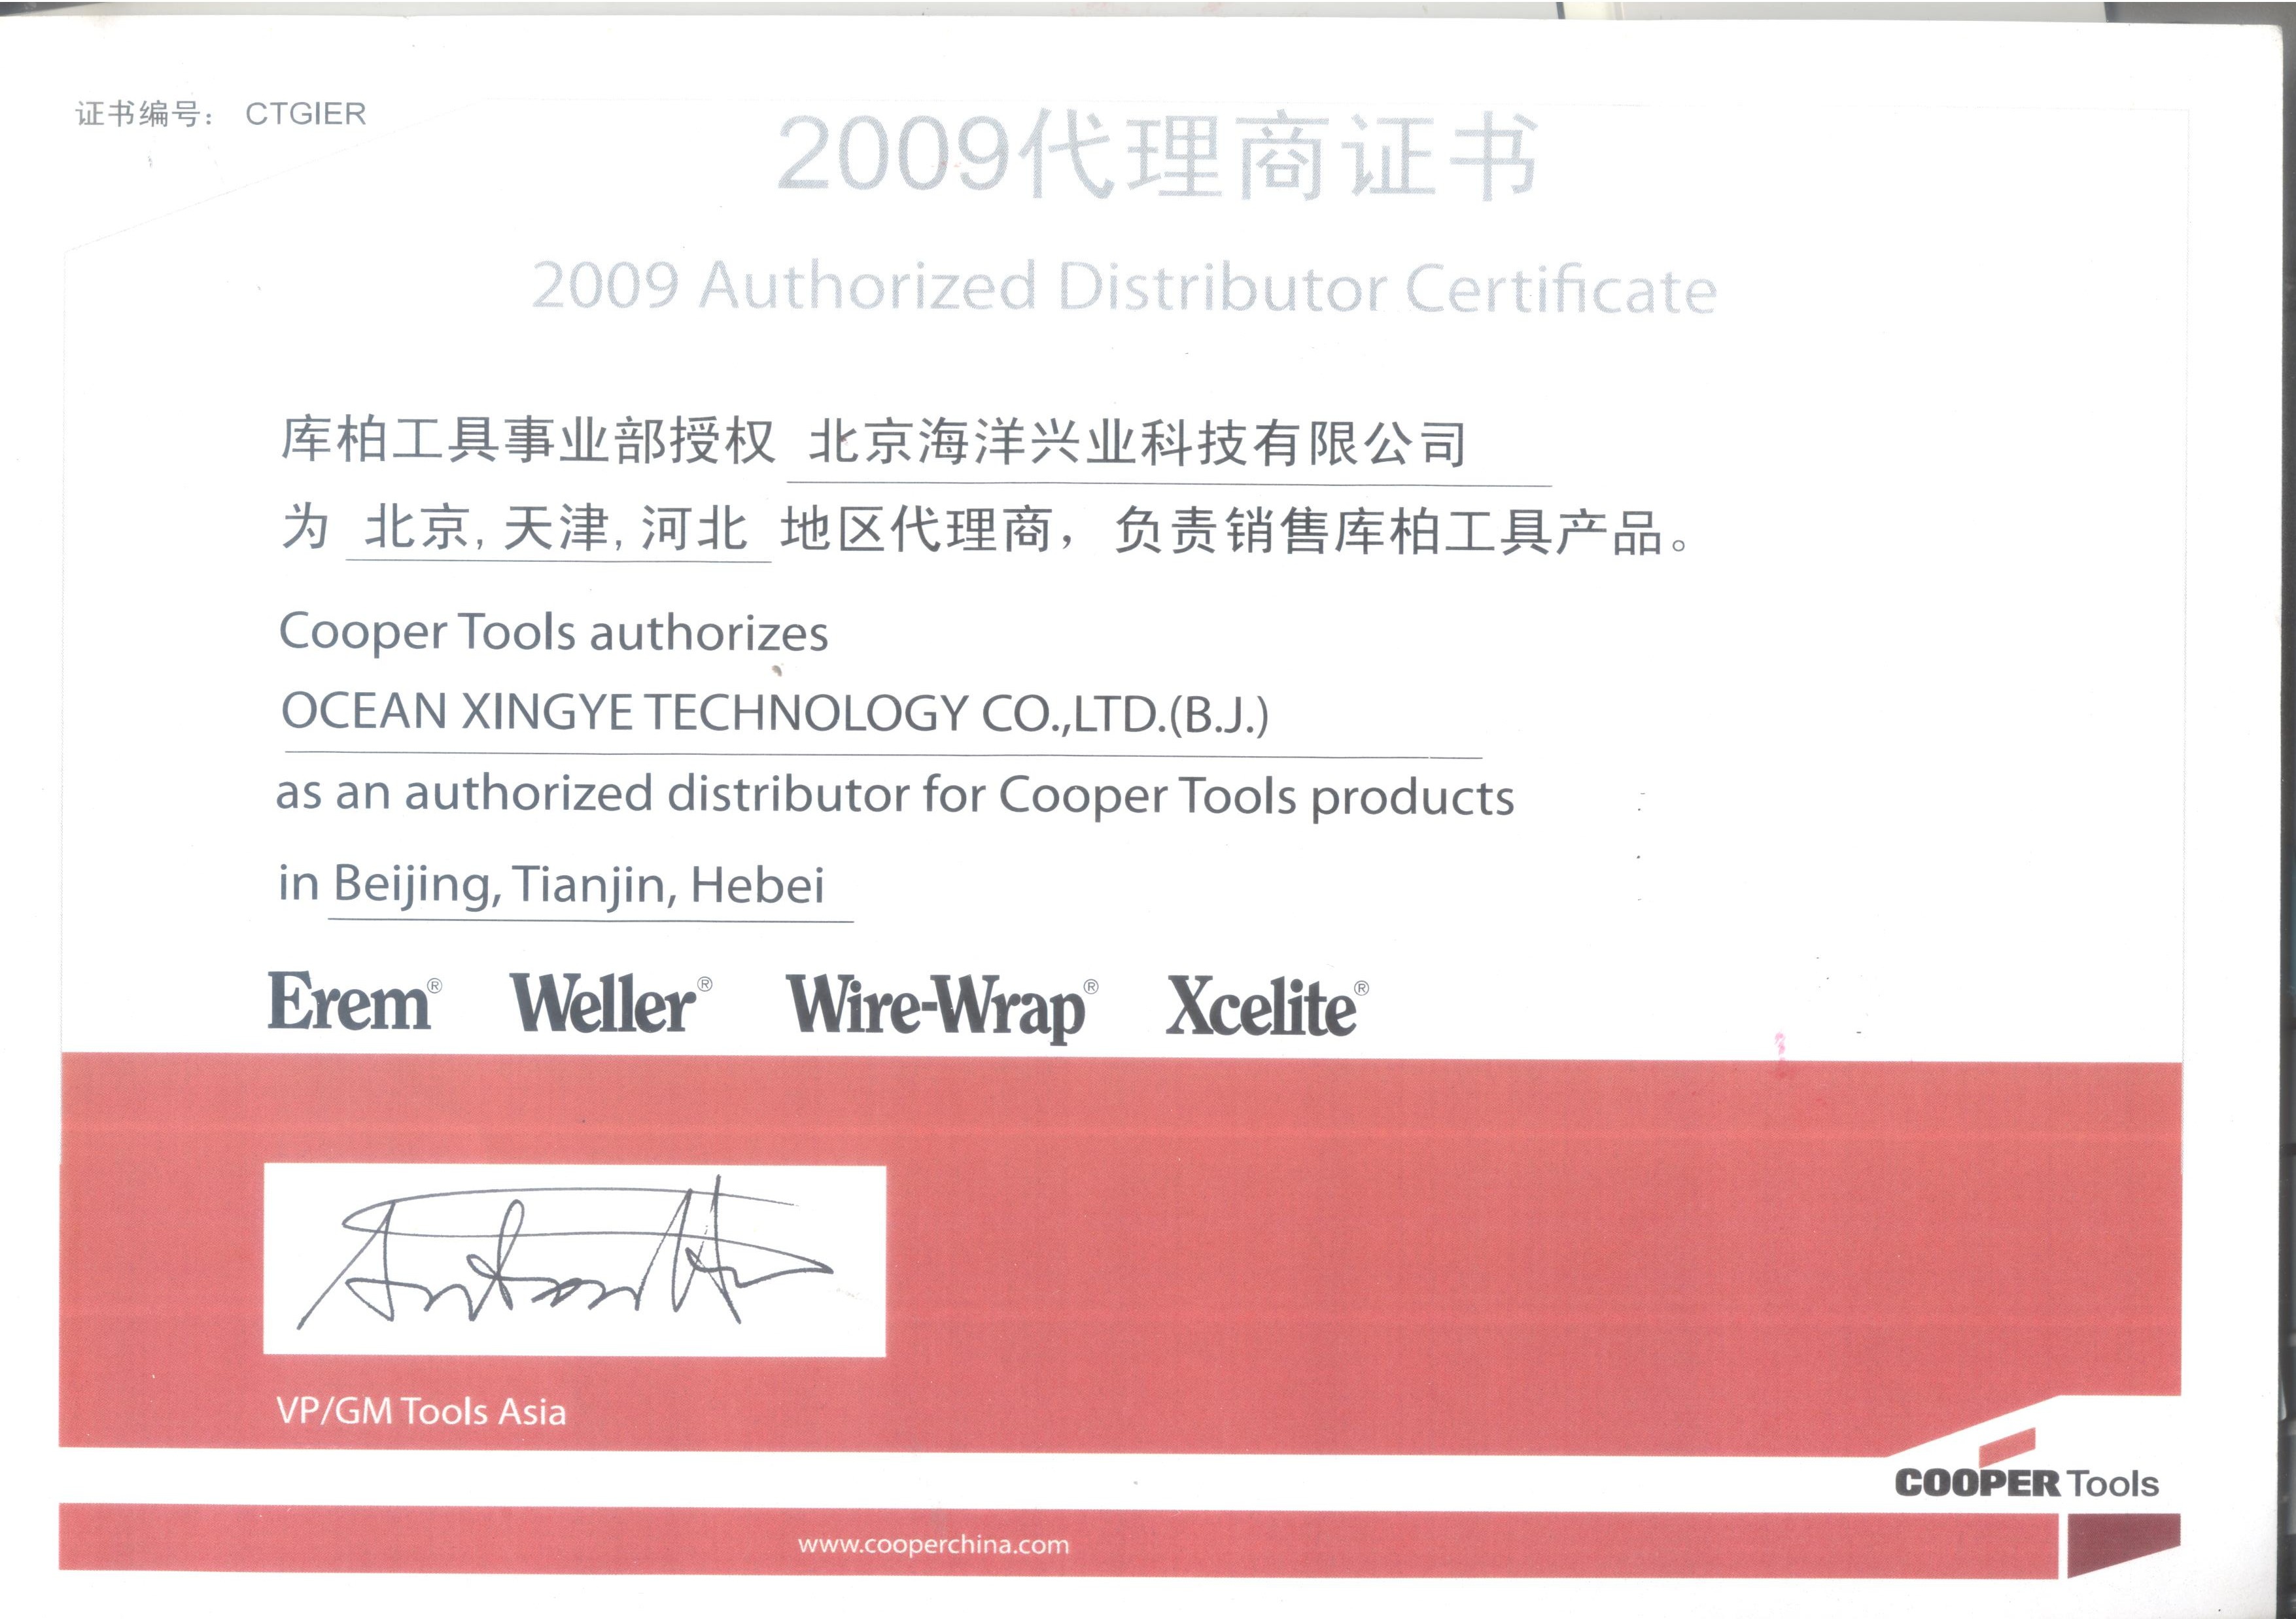 证书编号： CTGIER
2009代理商证书
2009 Authorized Distributor Certificate
库柏工具事业部授权 北京海洋兴业科技有限公司
为 北京, 天津, 河北 地区代理商，负责销售库柏工具产品。
Cooper Tools authorizes
OCEAN XINGYE TECHNOLOGY CO.,LTD.(B.J.)
as an authorized distributor for Cooper Tools products
in Beijing, Tianjin, Hebei
Erem® Weller® Wire-Wrap® Xcelite®
VP/GM Tools Asia
COOPER Tools
www.cooperchina.com